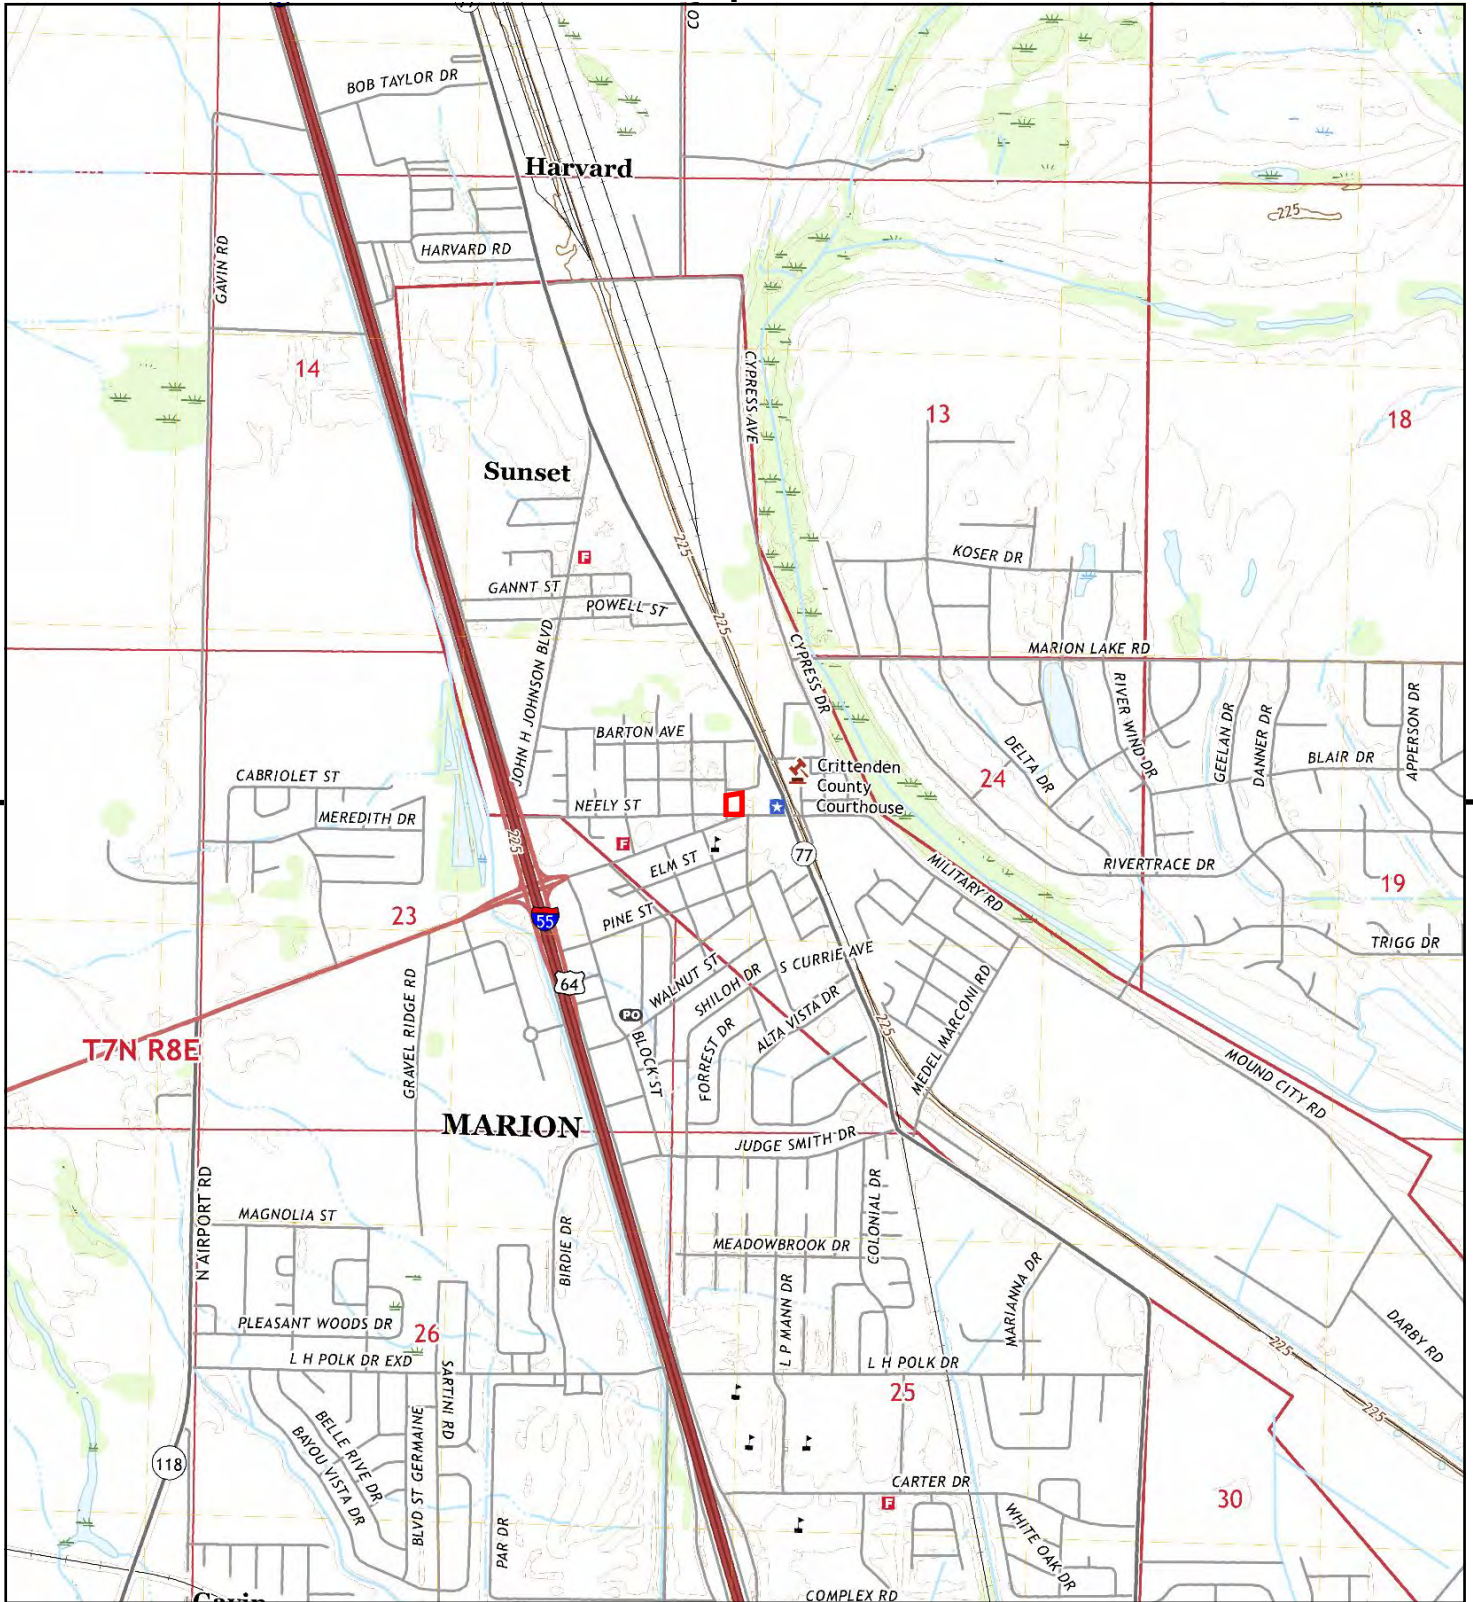 BOB TAYLOR DR
Harvard
225
HARVARD RD
GAVIN RD
14
CYPRESS AVE
13
18
Sunset
225
F
KOSER DR
GANNT ST
POWELL ST
225
JOHN H JOHNSON BLVD
CYPRESS DR
MARION LAKE RD
RIVER WIND DR
GEELAN DR
DANNER DR
APPERSON DR
BARTON AVE
DELTA DR
BLAIR DR
CABRIOLET ST
Crittenden
County
Courthouse
24
NEELY ST
MEREDITH DR
225
F
77
ELM ST
MILITARY RD
RIVERTRACE DR
19
23
55
PINE ST
TRIGG DR
S CURRIE AVE
64
WALNUT ST
SHILOH DR
GRAVEL RIDGE RD
PO
ALTA VISTA DR
MEDEL MARCONI RD
225
T7N R8E
BLOCK ST
FORREST DR
MOUND CITY RD
MARION
JUDGE SMITH DR
N AIRPORT RD
MAGNOLIA ST
BIRDIE DR
MEADOWBROOK DR
COLONIAL DR
MARIANNA DR
PLEASANT WOODS DR
26
L P MANN DR
DARBY RD
225
L H POLK DR EXD
L H POLK DR
SARTINI RD
25
225
BELLE RIVE DR
BAYOU VISTA DR
BLVD ST GERMAINE
118
CARTER DR
F
30
WHITE OAK DR
PAR DR
COMPLEX RD